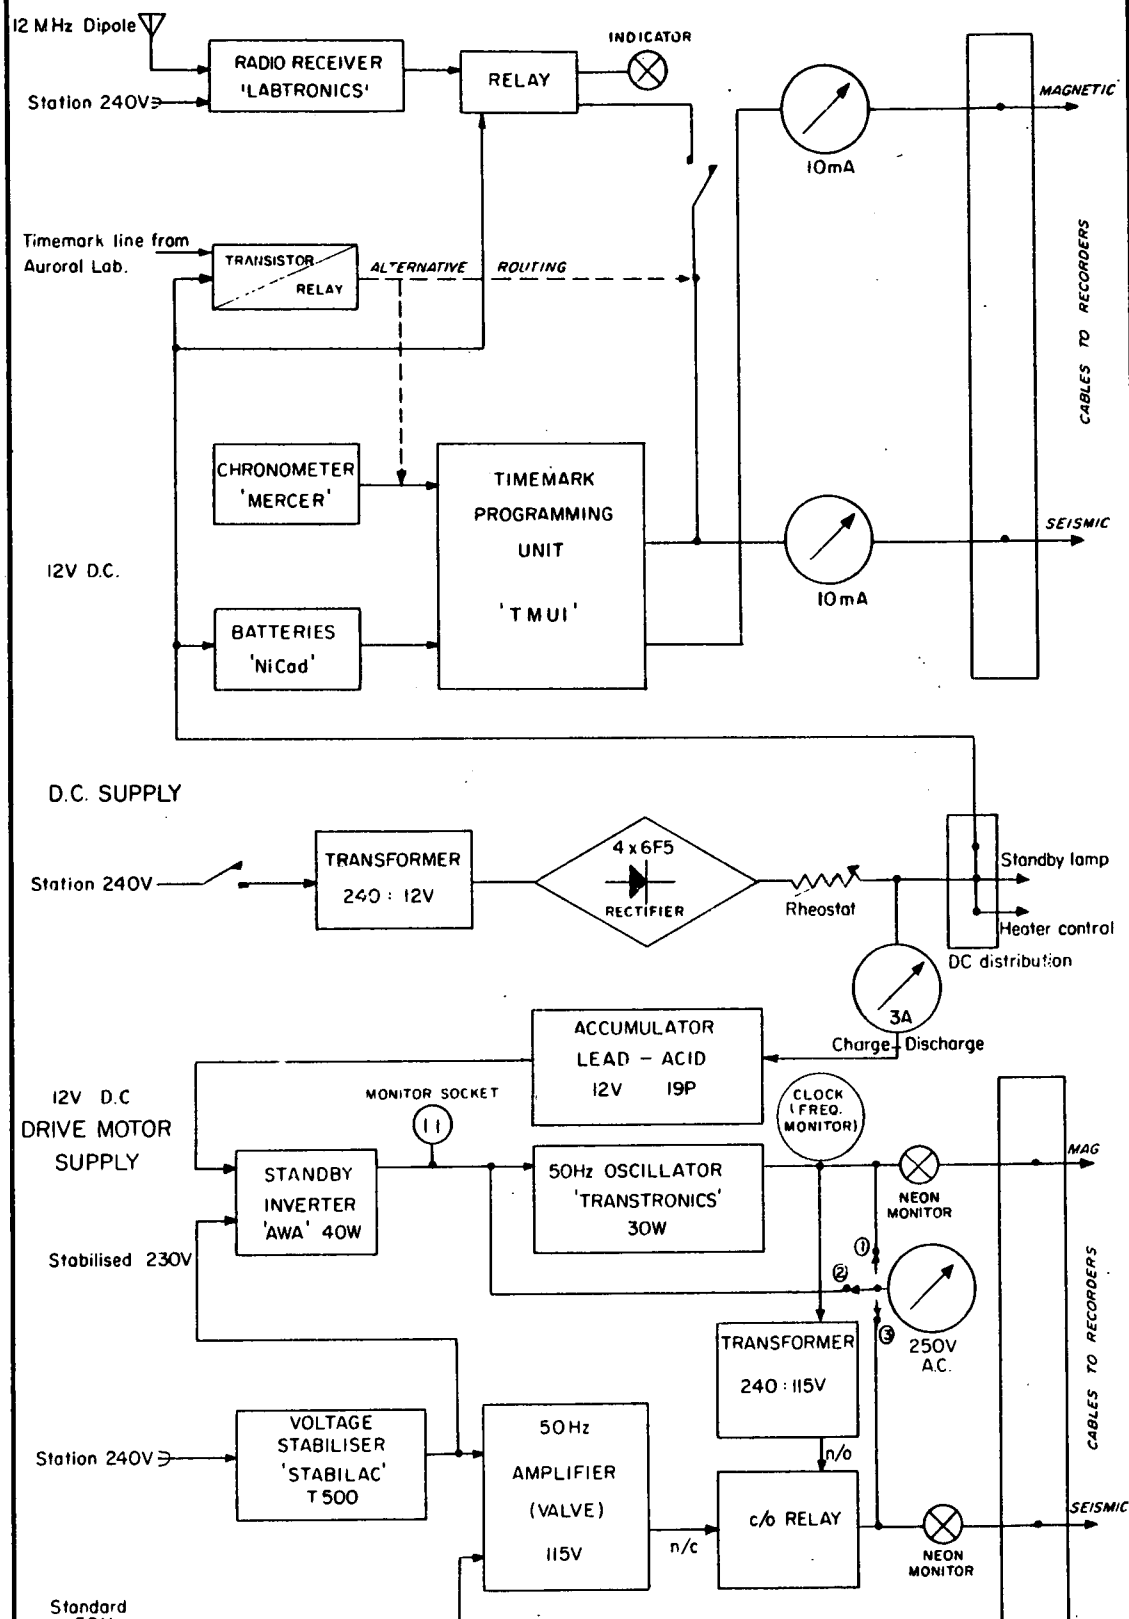 12 MHz Dipole
INDICATOR
RADIO RECEIVER
'LABTRONICS'
RELAY
Station 240V
MAGNETIC
10mA
Timemark line from
Auroral Lab.
TRANSISTOR
RELAY
ALTERNATIVE ROUTING
CABLES TO RECORDERS
CHRONOMETER
'MERCER'
TIMEMARK
PROGRAMMING
UNIT
'TMUI'
SEISMIC
10mA
12V D.C.
BATTERIES
'NiCad'
D.C. SUPPLY
Station 240V
TRANSFORMER
240 : 12V
4 x 6F5
RECTIFIER
Rheostat
Standby lamp
Heater control
DC distribution
3A
Charge-Discharge
ACCUMULATOR
LEAD - ACID
12V 19P
12V D.C
DRIVE MOTOR
SUPPLY
MONITOR SOCKET
CLOCK
(FREQ.
MONITOR)
STANDBY
INVERTER
'AWA' 40W
50Hz OSCILLATOR
'TRANSTRONICS'
30W
MAG
NEON
MONITOR
Stabilised 230V
1
2
3
250V
A.C.
CABLES TO RECORDERS
TRANSFORMER
240 : 115V
n/o
Station 240V
VOLTAGE
STABILISER
'STABILAC'
T500
50Hz
AMPLIFIER
(VALVE)
115V
n/c
c/o RELAY
SEISMIC
NEON
MONITOR
Standard